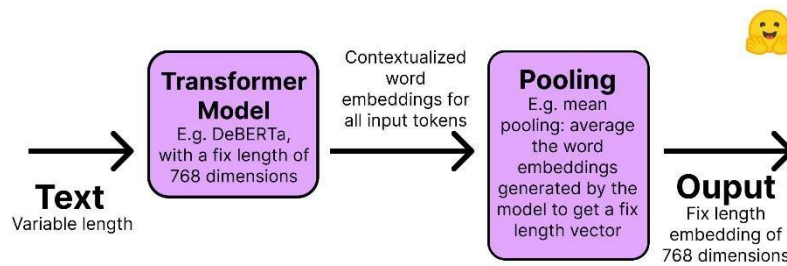 Transformer
Model
E.g. DeBERTa,
with a fix length of
768 dimensions
Contextualized
word
embeddings for
all input tokens
Pooling
E.g. mean
pooling: average
the word
embeddings
generated by the
model to get a fix
length vector
Text
Variable length
Ouput
Fix length
embedding of
768 dimensions